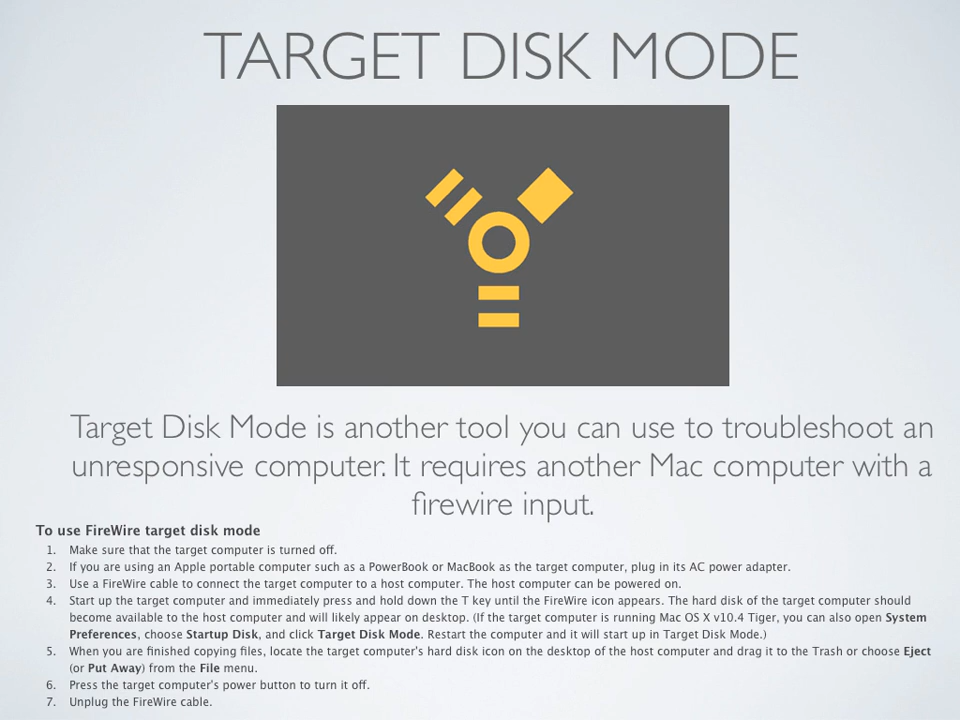 TARGET DISK MODE
Target Disk Mode is another tool you can use to troubleshoot an
unresponsive computer. It requires another Mac computer with a
firewire input.
To use FireWire target disk mode
1. Make sure that the target computer is turned off.
2. If you are using an Apple portable computer such as a PowerBook or MacBook as the target computer, plug in its AC power adapter.
3. Use a FireWire cable to connect the target computer to a host computer. The host computer can be powered on.
4. Start up the target computer and immediately press and hold down the T key until the FireWire icon appears. The hard disk of the target computer should
become available to the host computer and will likely appear on desktop. (If the target computer is running Mac OS X v10.4 Tiger, you can also open System
Preferences, choose Startup Disk, and click Target Disk Mode. Restart the computer and it will start up in Target Disk Mode.)
5. When you are finished copying files, locate the target computer's hard disk icon on the desktop of the host computer and drag it to the Trash or choose Eject
(or Put Away) from the File menu.
6. Press the target computer's power button to turn it off.
7. Unplug the FireWire cable.